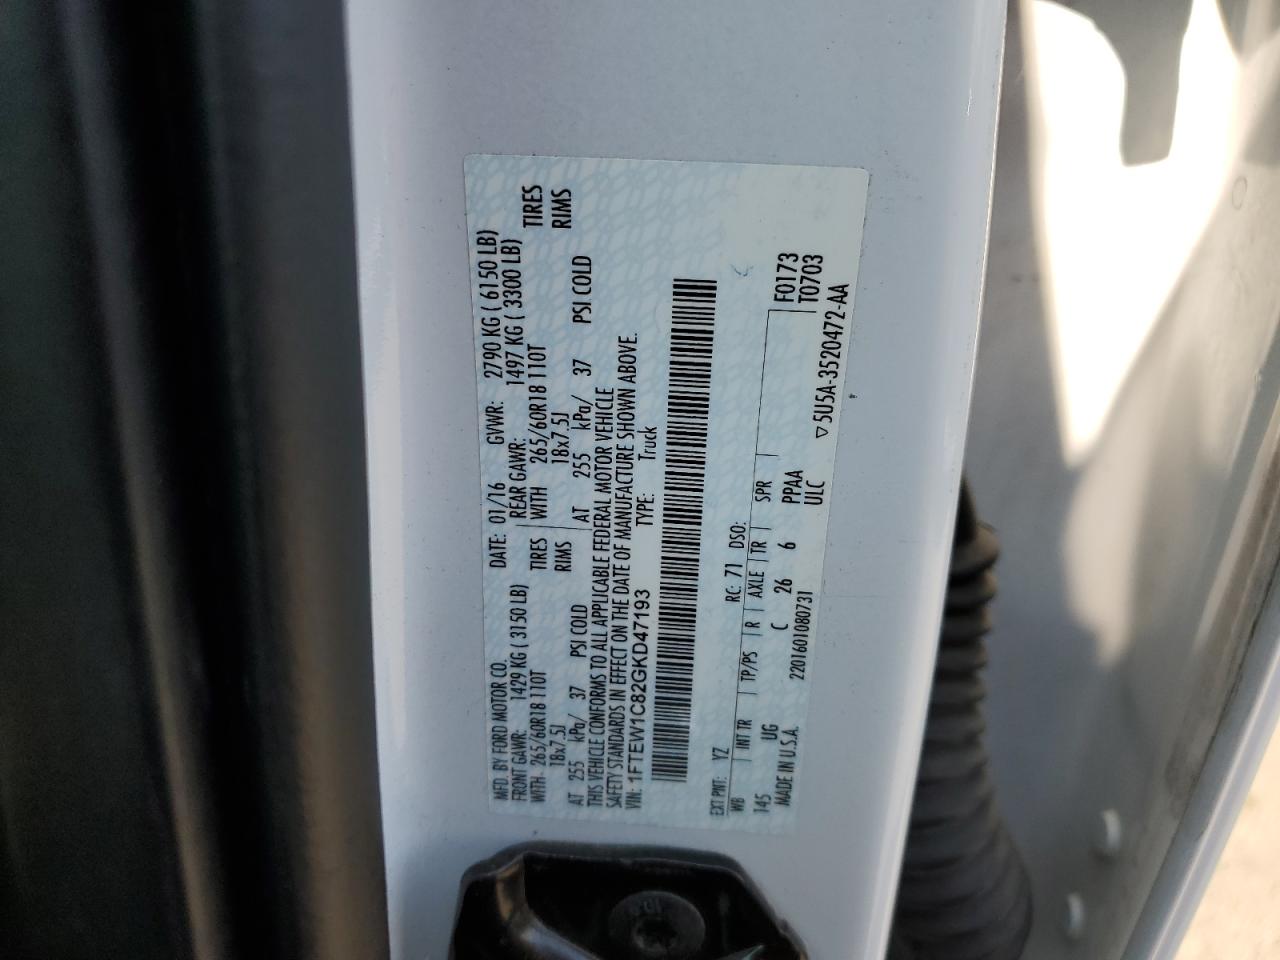 MFD. BY FORD MOTOR CO. DATE: 01/16 GVWR: 2790 KG ( 6150 LB)
FRONT GAWR: 1429 KG ( 3150 LB) REAR GAWR: 1497 KG ( 3300 LB)
WITH 265/60R18 110T TIRES WITH 265/60R18 110T TIRES
18x7.5J RIMS 18x7.5J RIMS
AT 255 kPa/ 37 PSI COLD AT 255 kPa/ 37 PSI COLD
THIS VEHICLE CONFORMS TO ALL APPLICABLE FEDERAL MOTOR VEHICLE
SAFETY STANDARDS IN EFFECT ON THE DATE OF MANUFACTURE SHOWN ABOVE.
VIN: 1FTEW1C82GKD47193 TYPE: Truck
EXT PNT: YZ RC: 71 DSO:
WB INT TR TP/PS R AXLE TR SPR
145 UG C 26 6 PPAA
MADE IN U.S.A. 2201601080731 ULC
F0173
T0703
▽5U5A-3520472-AA